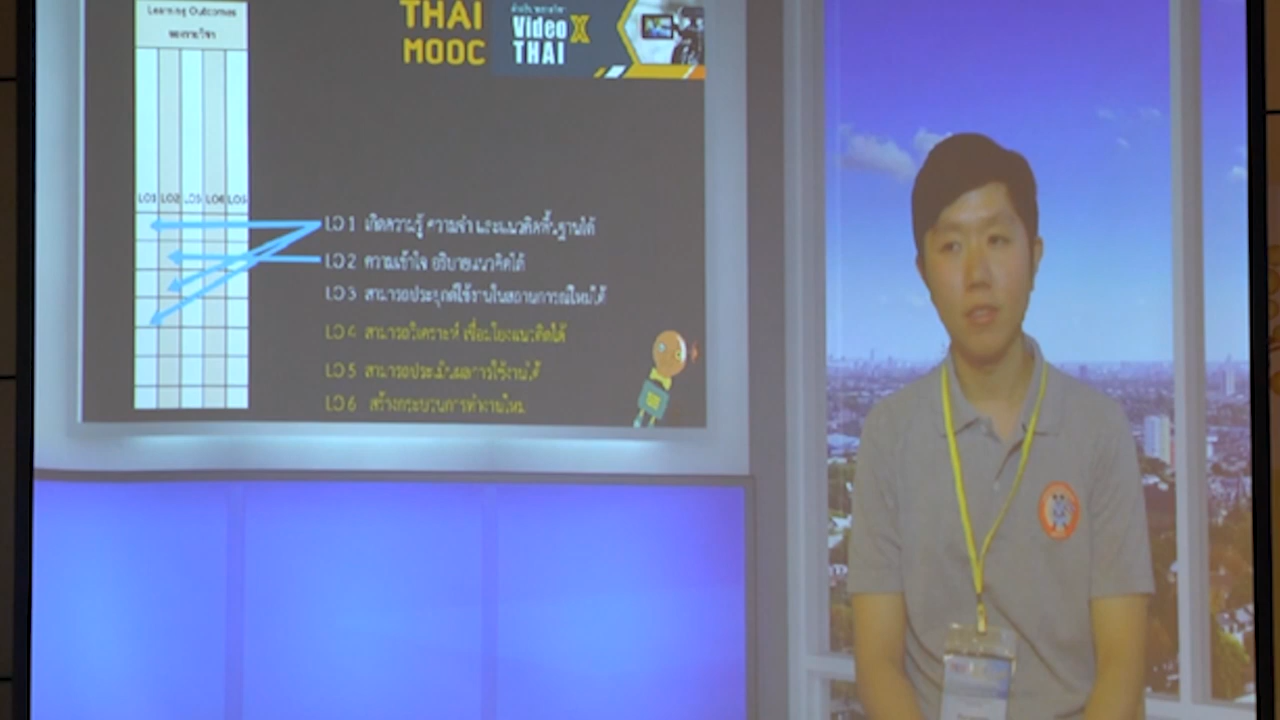 Learning Outcomes
ของรายวิชา
THAI
MOOC
Video X
THAI
LO1 LO2 LO3 LO4 LO5
LO 1 เกิดความรู้ ความจำ และแนวคิดพื้นฐานได้
LO 2 ความเข้าใจ อธิบายแนวคิดได้
LO 3 สามารถประยุกต์ใช้งานในสถานการณ์ใหม่ได้
LO 4 สามารถวิเคราะห์ เชื่อมโยงแนวคิดได้
LO 5 สามารถประเมินผลการใช้งานได้
LO 6 สร้างกระบวนการทำงานใหม่